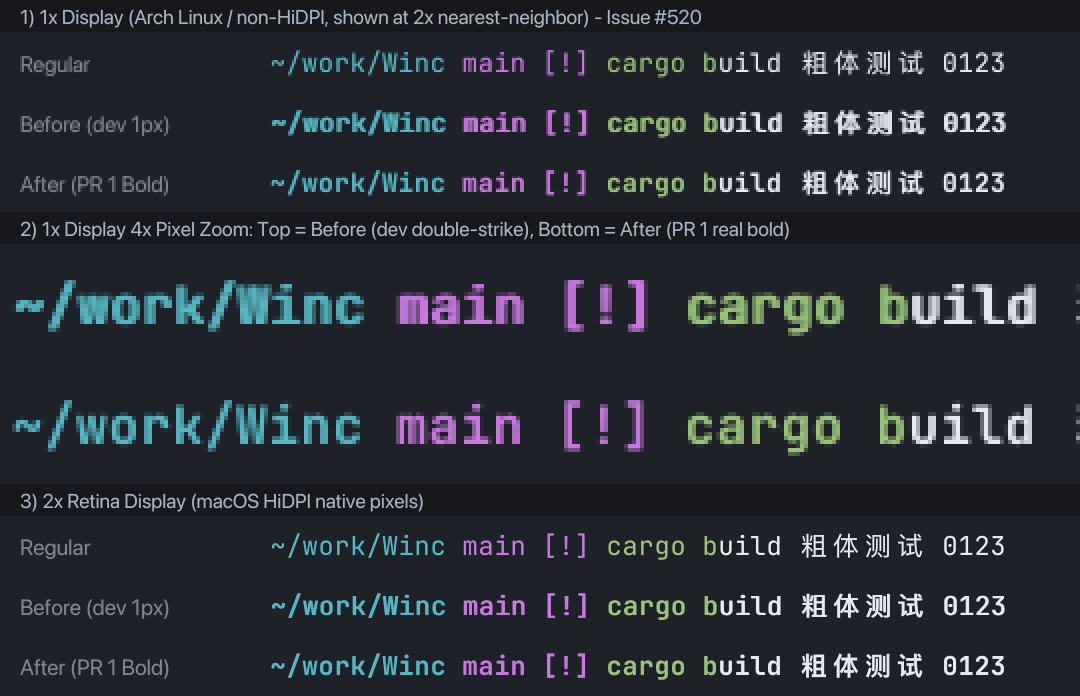 1) 1x Display (Arch Linux / non-HiDPI, shown at 2x nearest-neighbor) - Issue #520
Regular ~/work/Winc main [!] cargo build 粗体测试 0123
Before (dev 1px) ~/work/Winc main [!] cargo build 粗体测试 0123
After (PR 1 Bold) ~/work/Winc main [!] cargo build 粗体测试 0123
2) 1x Display 4x Pixel Zoom: Top = Before (dev double-strike), Bottom = After (PR 1 real bold)
~/work/Winc main [!] cargo build
~/work/Winc main [!] cargo build
3) 2x Retina Display (macOS HiDPI native pixels)
Regular ~/work/Winc main [!] cargo build 粗体测试 0123
Before (dev 1px) ~/work/Winc main [!] cargo build 粗体测试 0123
After (PR 1 Bold) ~/work/Winc main [!] cargo build 粗体测试 0123